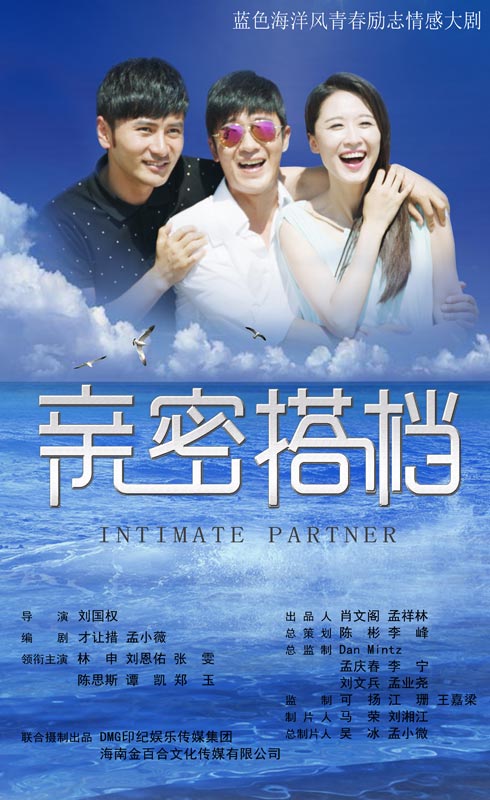 蓝色海洋风青春励志情感大剧
亲密搭档
INTIMATE PARTNER
导 演 刘国权
编 剧 才让措 孟小薇
领衔主演 林 申 刘恩佑 张 雯
陈思斯 谭 凯 郑 玉
联合摄制出品 DMG印纪娱乐传媒集团
海南金百合文化传媒有限公司
出品人 肖文阁 孟祥林
总策划 陈 彬 李 峰
总监制 Dan Mintz
孟庆春 李 宁
刘文兵 孟业尧
监 制 可 扬 江 珊 王嘉梁
制片人 马 荣 刘湘江
总制片人 吴 冰 孟小微